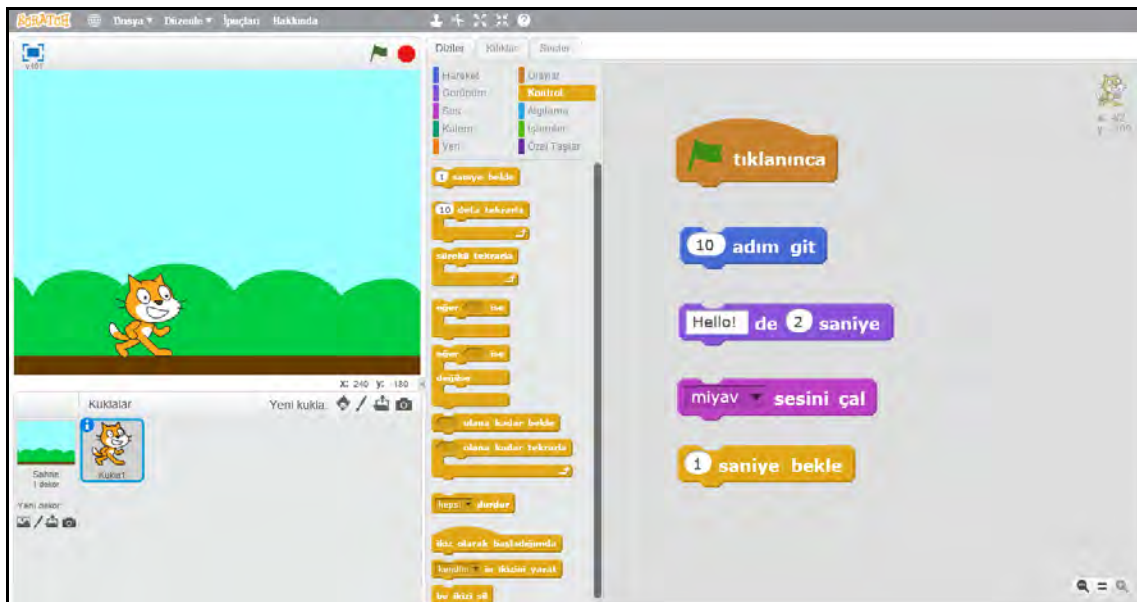 SCRATCH Dosya Düzenle İpuçları Hakkında
v461
Diziler Kılıklar Sesler
Hareket Olaylar
Görünüm Kontrol
Ses Algılama
Kalem İşlemler
Veri Özel Taşlar
1 saniye bekle
10 defa tekrarla
sürekli tekrarla
eğer ise
eğer ise
değilse
olana kadar bekle
olana kadar tekrarla
hepsi durdur
ikiz olarak başladığımda
kendim in ikizini yarat
bu ikizi sil
tıklanınca
10 adım git
Hello! de 2 saniye
miyav sesini çal
1 saniye bekle
X: 240 y: -180
Kuklalar Yeni kukla:
Sahne
1 dekor
Kukla1
Yeni dekor